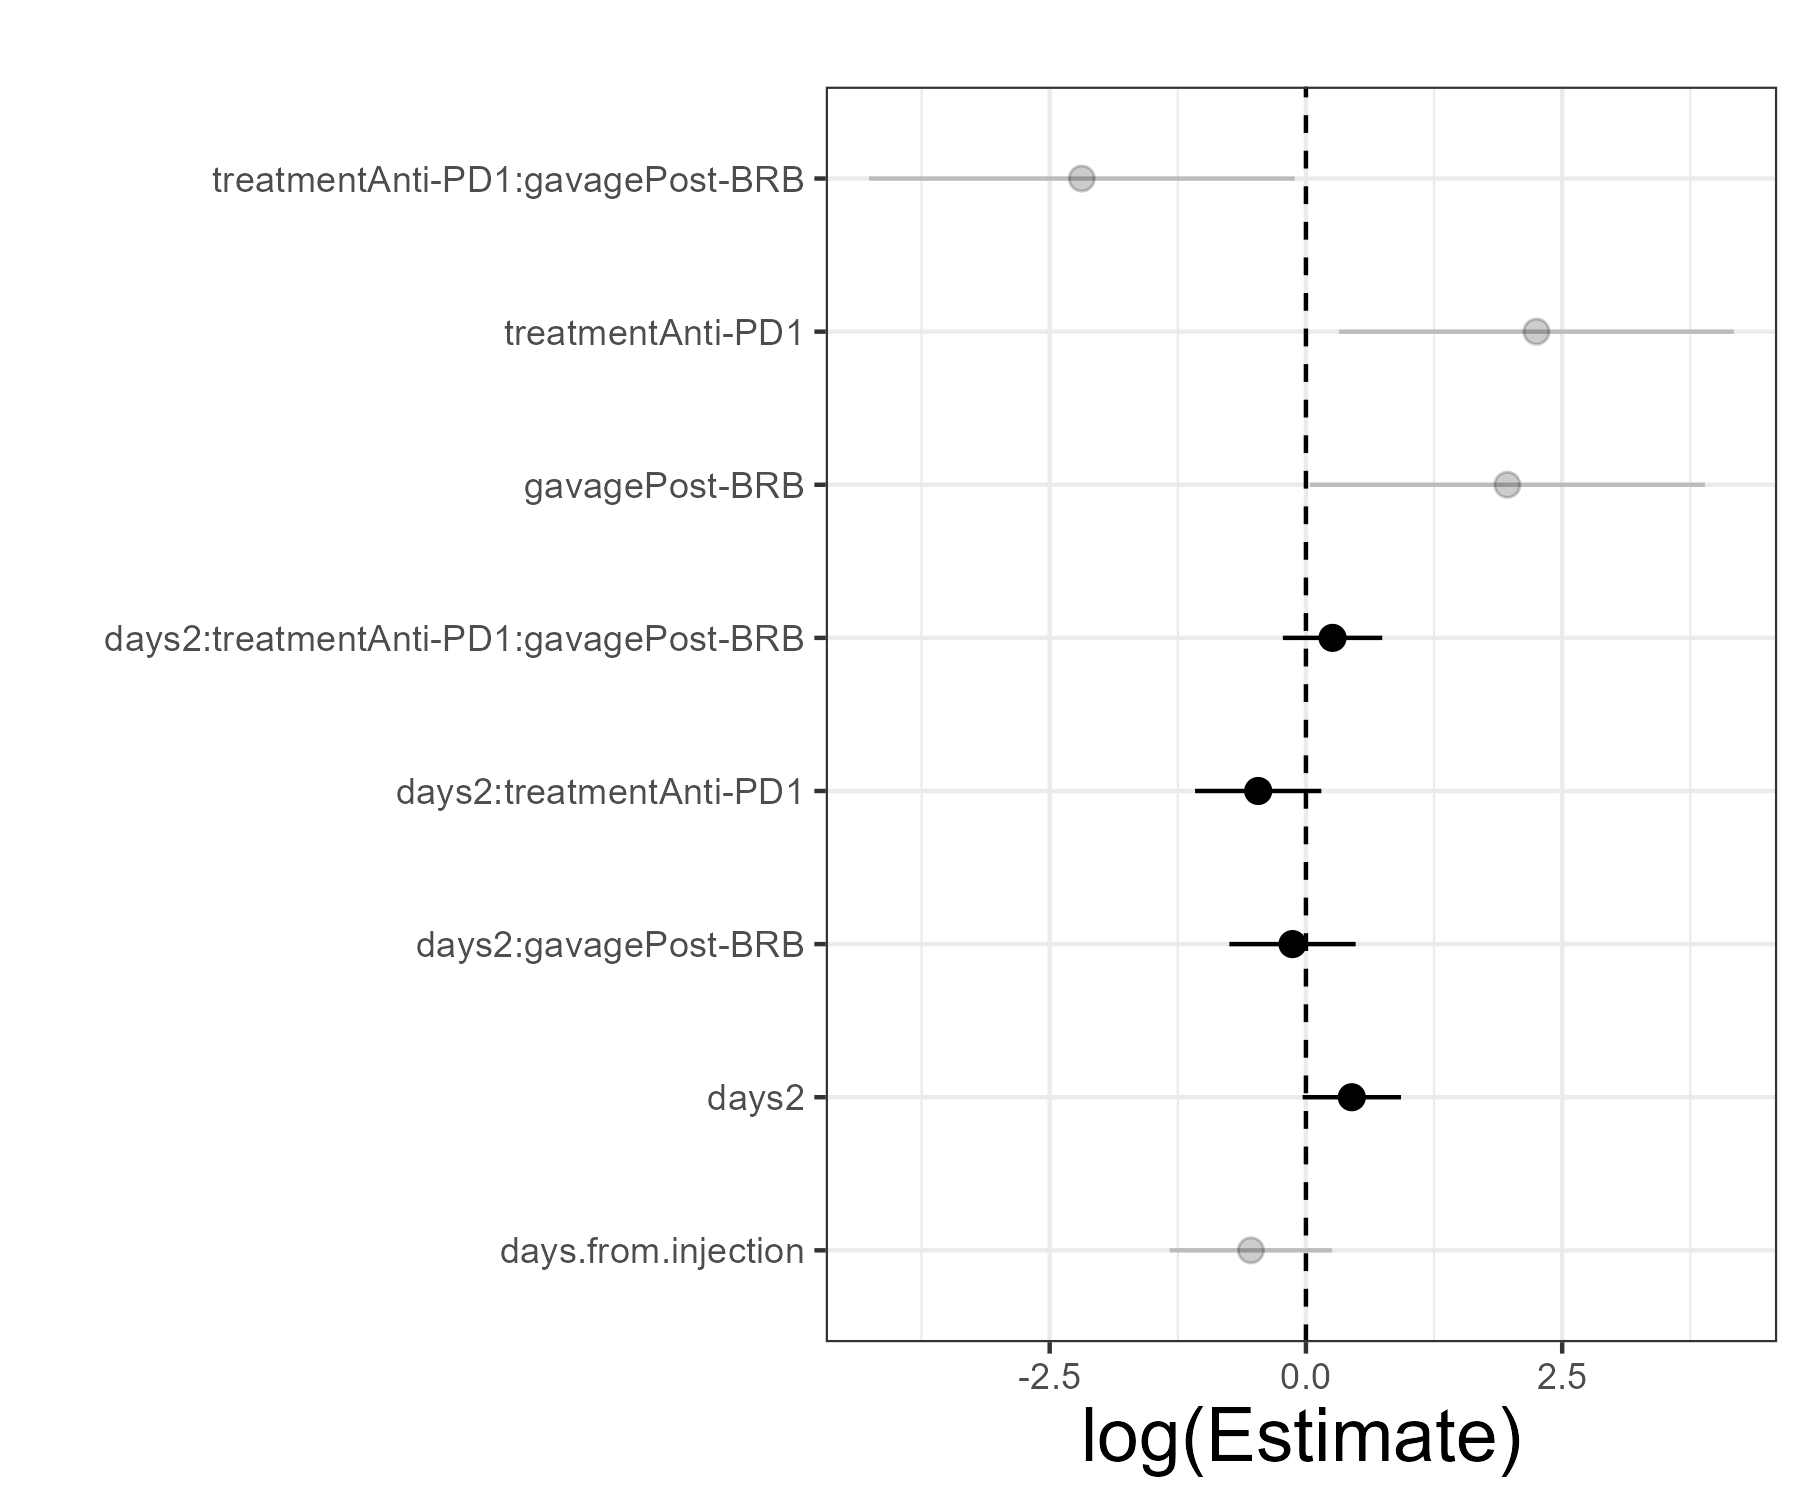 treatmentAnti-PD1:gavagePost-BRB
treatmentAnti-PD1
gavagePost-BRB
days2:treatmentAnti-PD1:gavagePost-BRB
days2:treatmentAnti-PD1
days2:gavagePost-BRB
days2
days.from.injection
-2.5 0.0 2.5
log(Estimate)